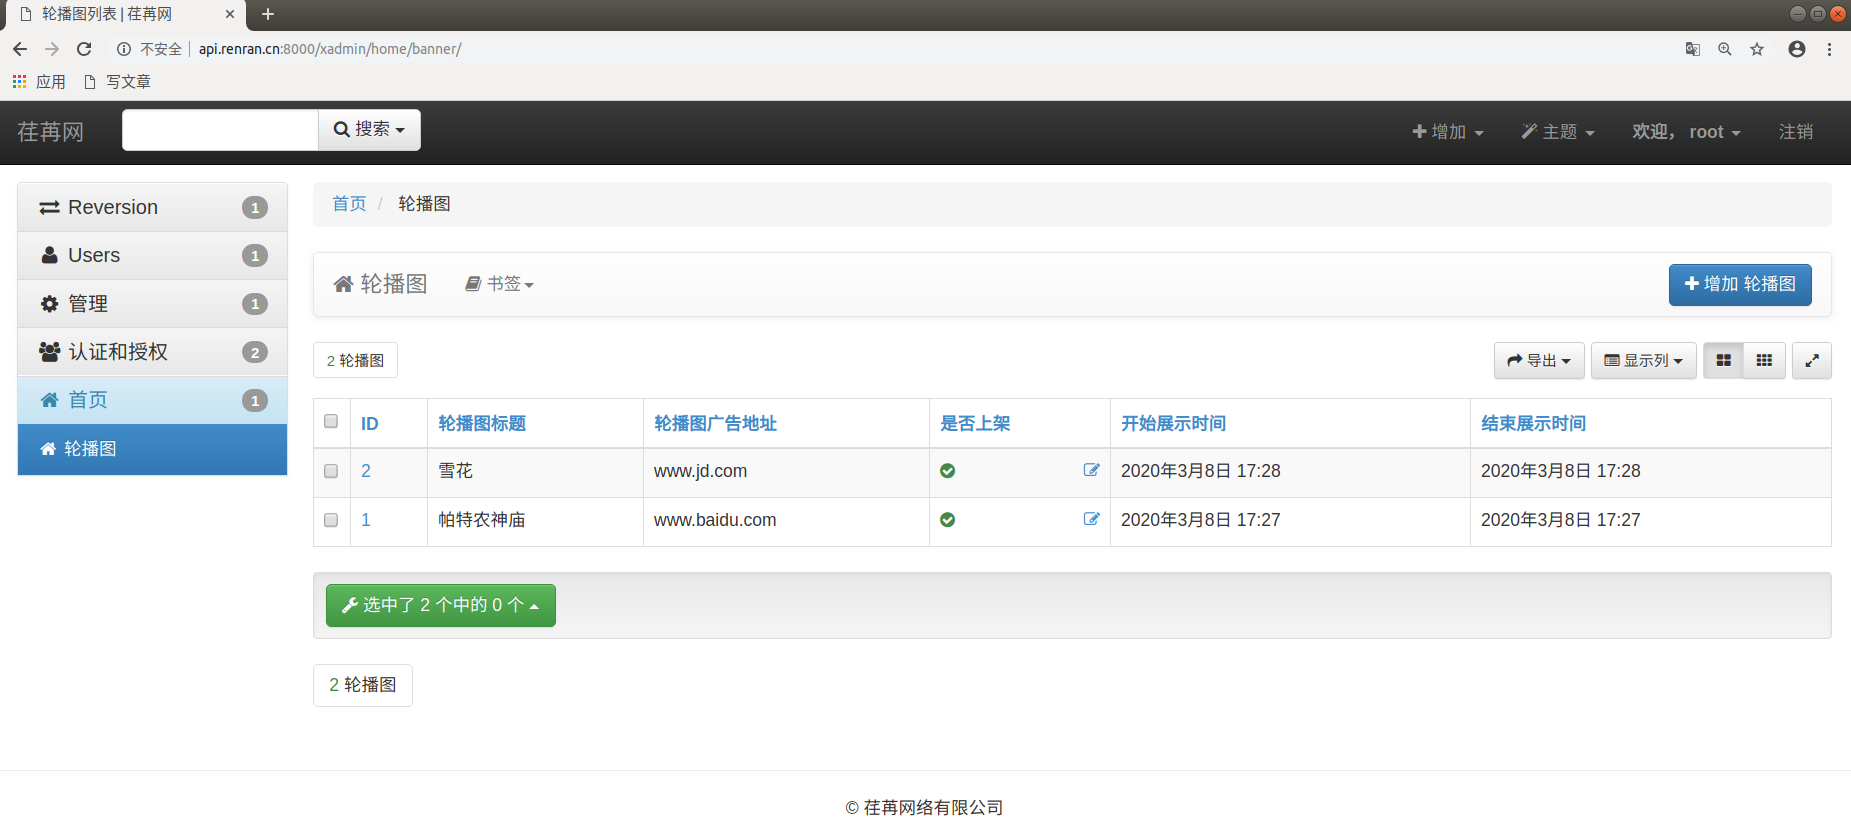 轮播图列表 | 荏苒网
不安全 | api.renran.cn:8000/xadmin/home/banner/
应用 写文章
荏苒网 搜索 增加 主题 欢迎， root 注销
Reversion 1
Users 1
管理 1
认证和授权 2
首页 1
轮播图
首页 / 轮播图
轮播图 书签 增加 轮播图
2 轮播图 导出 显示列
ID 轮播图标题 轮播图广告地址 是否上架 开始展示时间 结束展示时间
2 雪花 www.jd.com 2020年3月8日 17:28 2020年3月8日 17:28
1 帕特农神庙 www.baidu.com 2020年3月8日 17:27 2020年3月8日 17:27
选中了 2 个中的 0 个
2 轮播图
© 荏苒网络有限公司